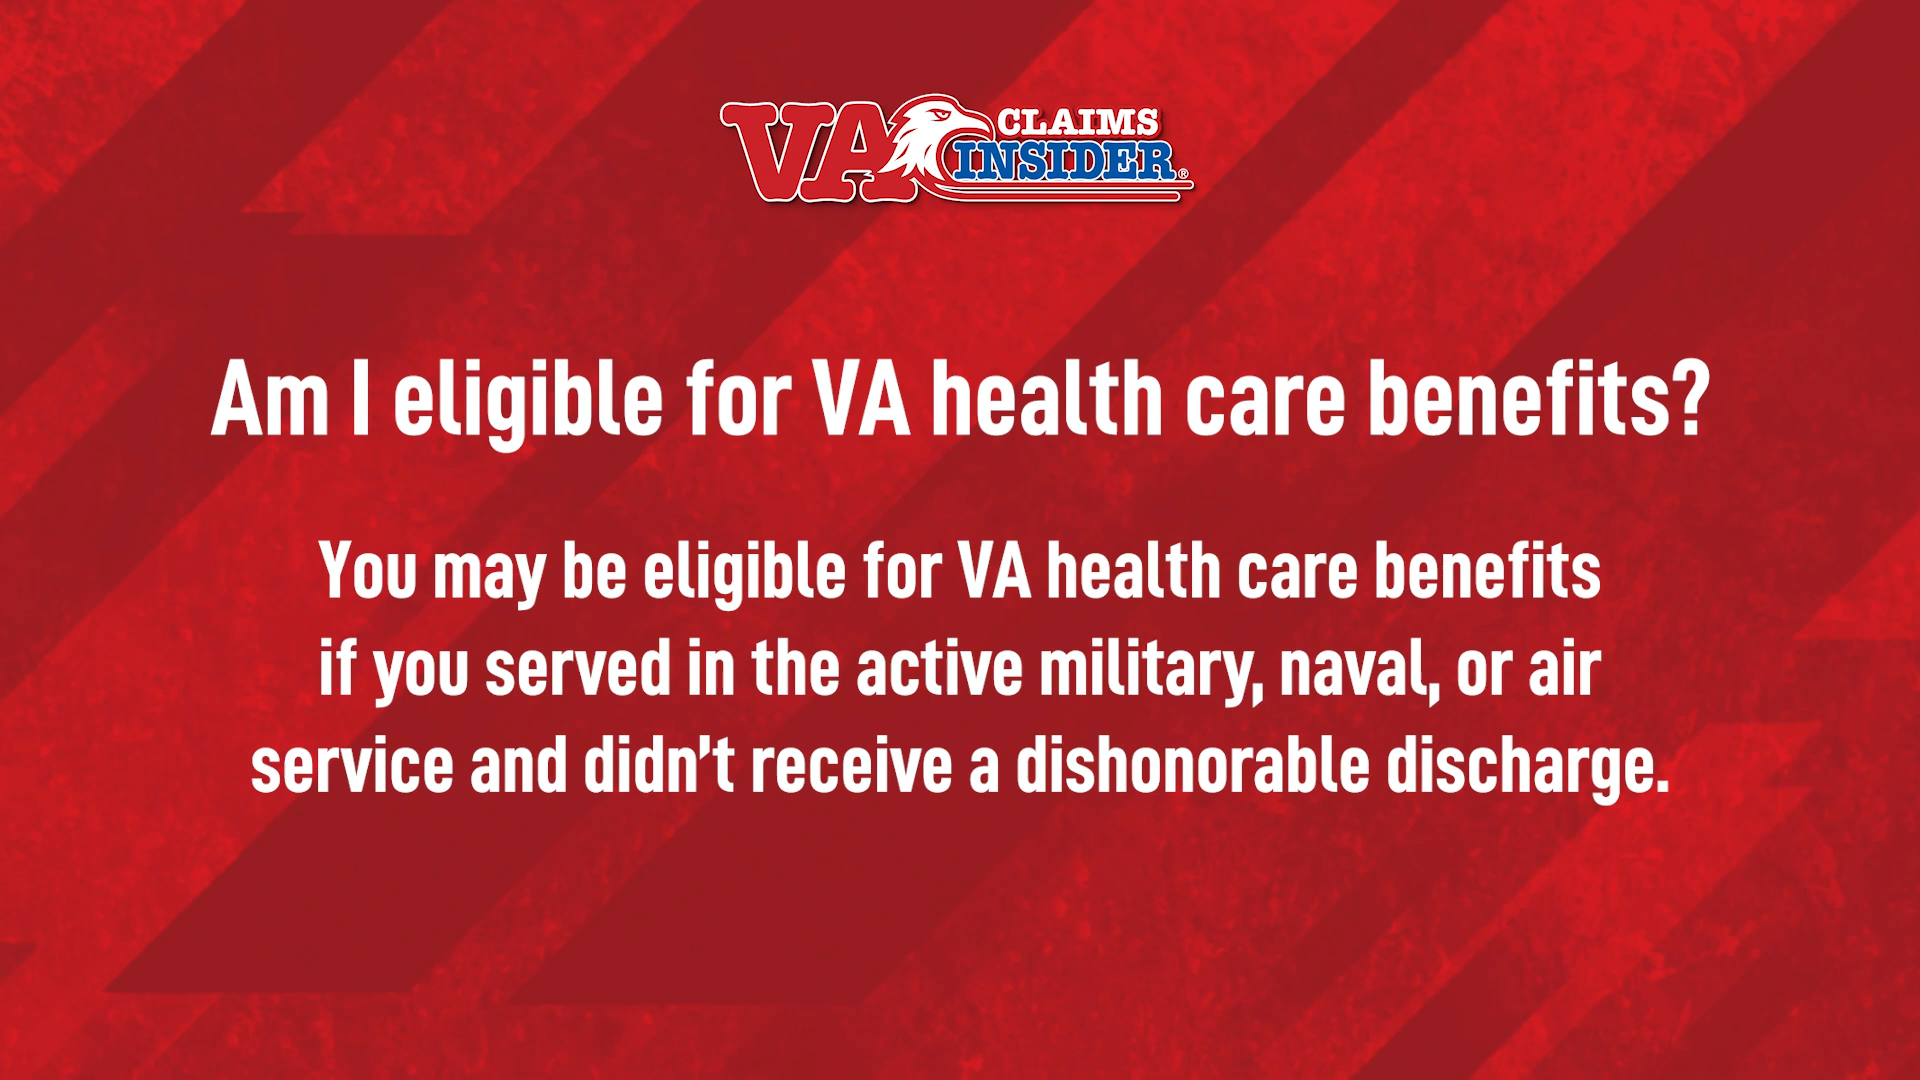 VA CLAIMS
INSIDER®
Am I eligible for VA health care benefits?
You may be eligible for VA health care benefits
if you served in the active military, naval, or air
service and didn’t receive a dishonorable discharge.